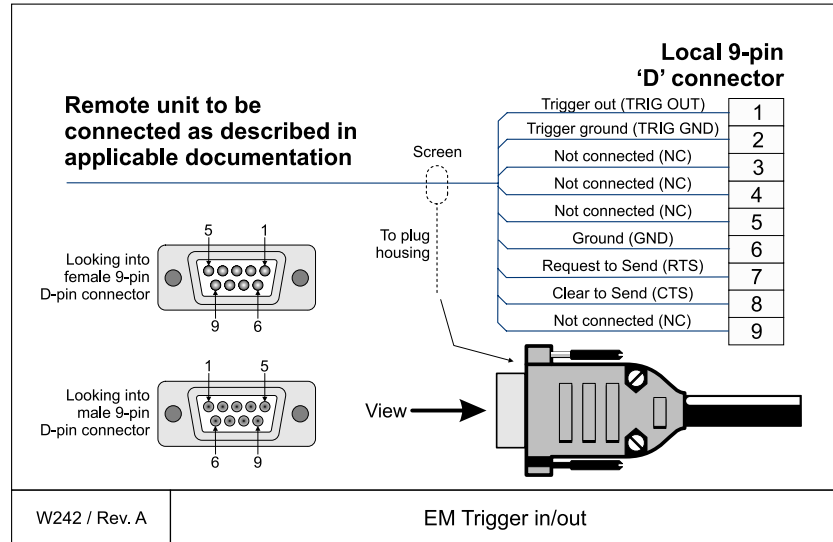 Local 9-pin
‘D’ connector
Remote unit to be
connected as described in
applicable documentation
Screen
To plug
housing
Trigger out (TRIG OUT)
1
Trigger ground (TRIG GND)
2
Not connected (NC)
3
Not connected (NC)
4
Not connected (NC)
5
Ground (GND)
6
Request to Send (RTS)
7
Clear to Send (CTS)
8
Not connected (NC)
9
5 1
Looking into
female 9-pin
D-pin connector
9 6
1 5
Looking into
male 9-pin
D-pin connector
6 9
View
W242 / Rev. A
EM Trigger in/out